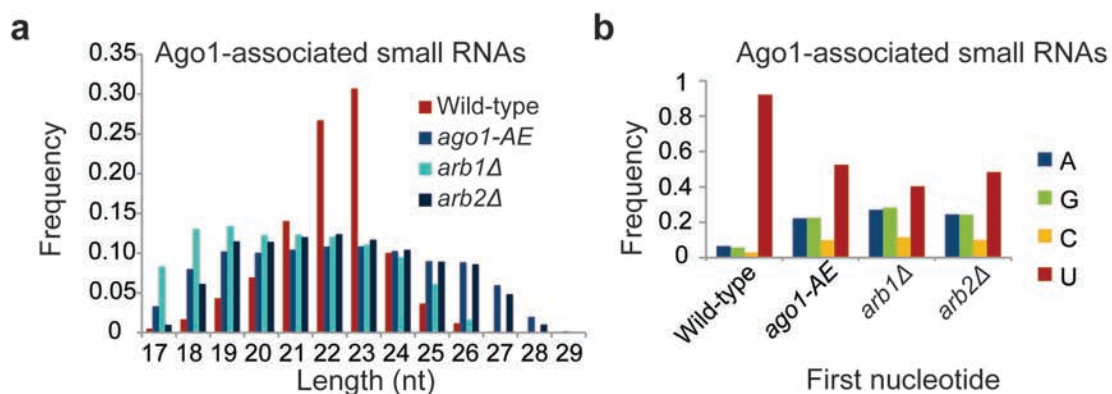 a
Ago1-associated small RNAs
0.35
0.30
0.25
0.20
0.15
0.10
0.05
0
Frequency
Wild-type
ago1-AE
arb1Δ
arb2Δ
17 18 19 20 21 22 23 24 25 26 27 28 29
Length (nt)
b
Ago1-associated small RNAs
1
0.8
0.6
0.4
0.2
0
Frequency
A
G
C
U
Wild-type
ago1-AE
arb1Δ
arb2Δ
First nucleotide